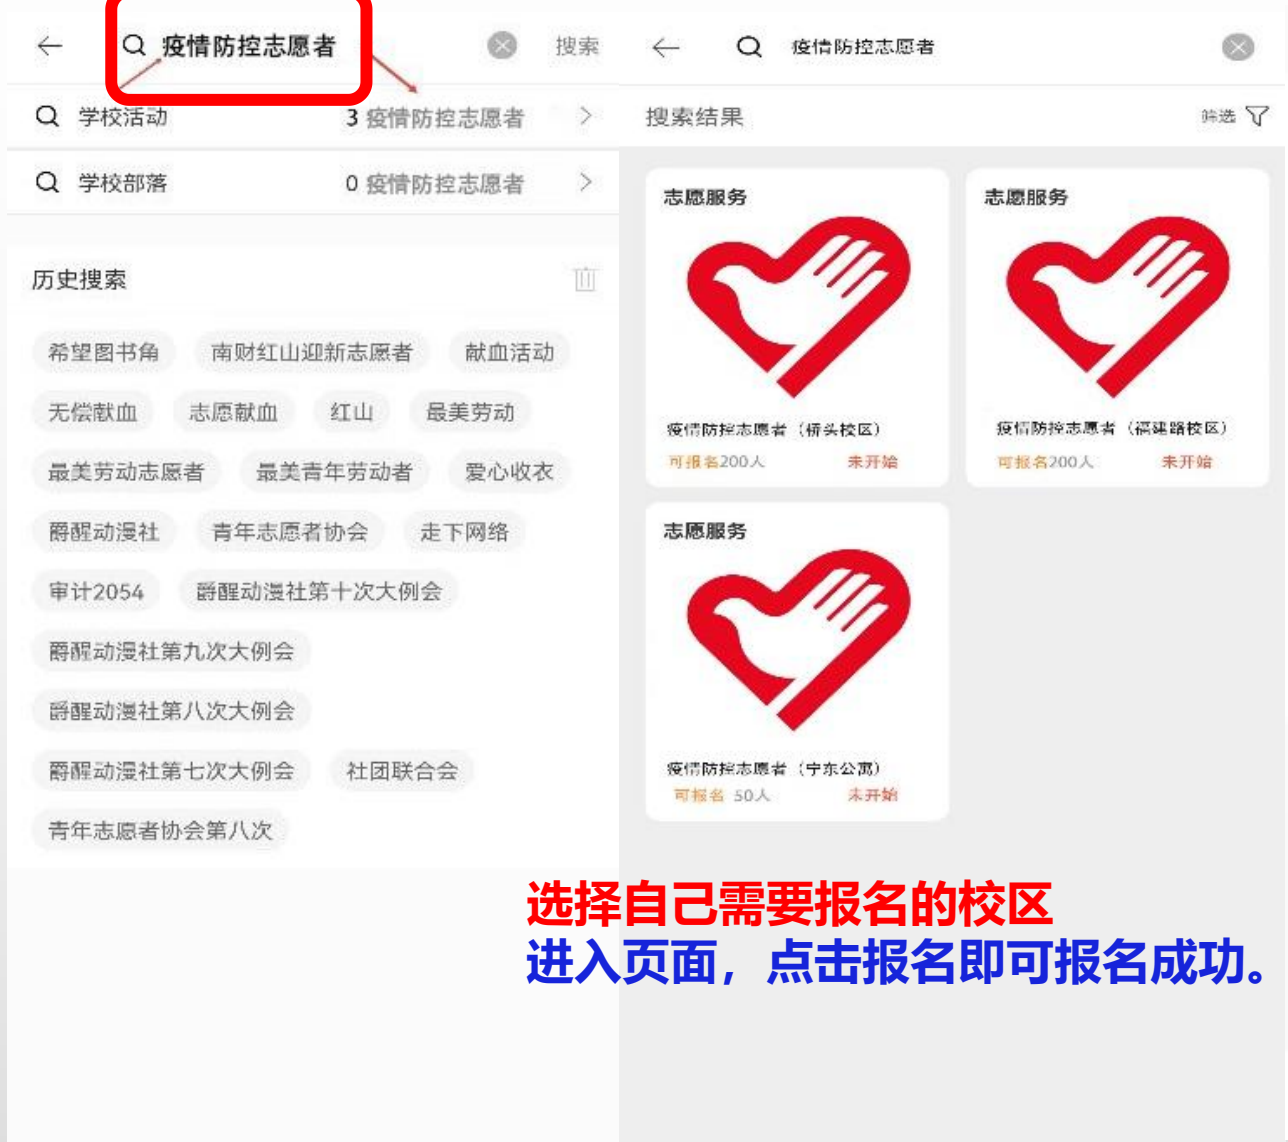 疫情防控志愿者
搜索
学校活动
3 疫情防控志愿者
学校部落
0 疫情防控志愿者
历史搜索
希望图书角
南财红山迎新志愿者
献血活动
无偿献血
志愿献血
红山
最美劳动
最美劳动志愿者
最美青年劳动者
爱心收衣
爵醒动漫社
青年志愿者协会
走下网络
审计2054
爵醒动漫社第十次大例会
爵醒动漫社第九次大例会
爵醒动漫社第八次大例会
爵醒动漫社第七次大例会
社团联合会
青年志愿者协会第八次
疫情防控志愿者
搜索结果
筛选
志愿服务
疫情防控志愿者（桥头校区）
可报名200人
未开始
志愿服务
疫情防控志愿者（福建路校区）
可报名200人
未开始
志愿服务
疫情防控志愿者（宁东公寓）
可报名 50人
未开始
选择自己需要报名的校区
进入页面，点击报名即可报名成功。